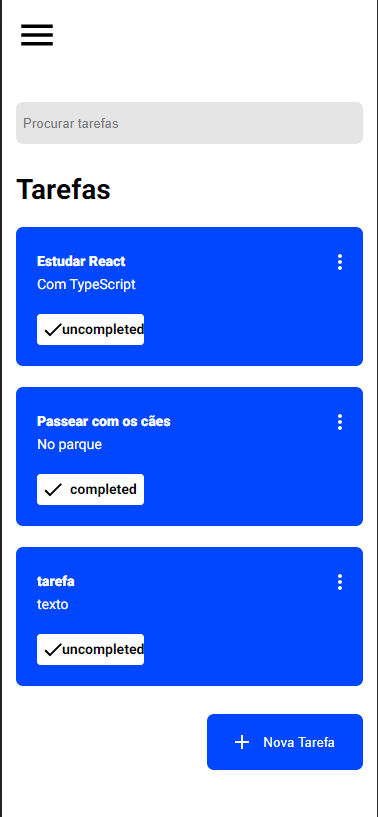 Procurar tarefas
Tarefas
Estudar React
Com TypeScript
uncompleted
Passear com os cães
No parque
completed
tarefa
texto
uncompleted
Nova Tarefa